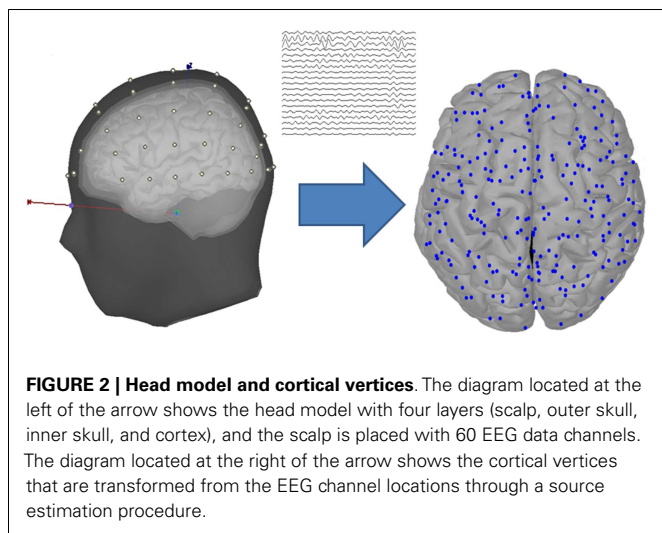 FIGURE 2 | Head model and cortical vertices. The diagram located at the
left of the arrow shows the head model with four layers (scalp, outer skull,
inner skull, and cortex), and the scalp is placed with 60 EEG data channels.
The diagram located at the right of the arrow shows the cortical vertices
that are transformed from the EEG channel locations through a source
estimation procedure.